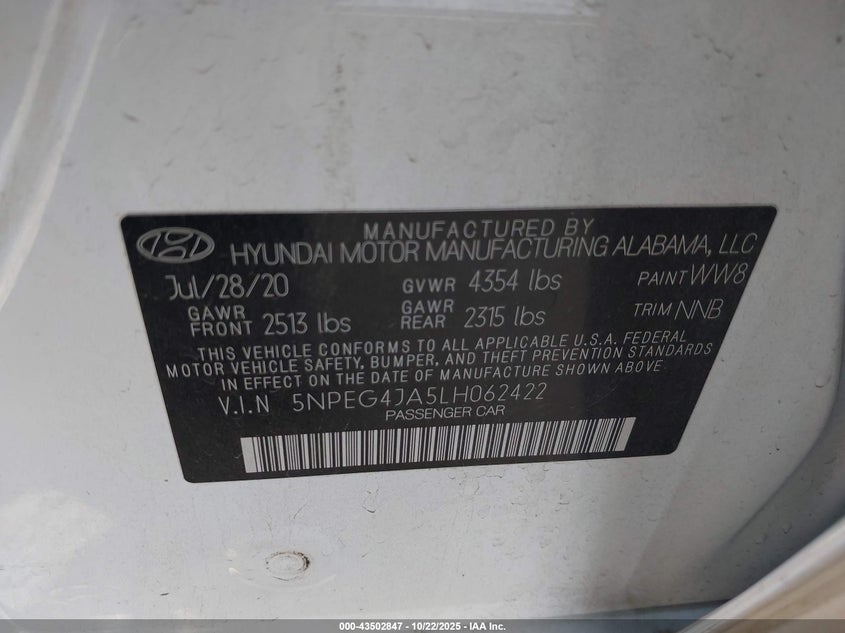 MANUFACTURED BY
HYUNDAI MOTOR MANUFACTURING ALABAMA, LLC
Jul/28/20 GVWR 4354 lbs PAINT WW8
GAWR FRONT 2513 lbs GAWR REAR 2315 lbs TRIM NNB
THIS VEHICLE CONFORMS TO ALL APPLICABLE U.S.A. FEDERAL
MOTOR VEHICLE SAFETY, BUMPER, AND THEFT PREVENTION STANDARDS
IN EFFECT ON THE DATE OF MANUFACTURE SHOWN ABOVE.
V.I.N 5NPEG4JA5LH062422
PASSENGER CAR
000-43502847 - 10/22/2025 - IAA Inc.